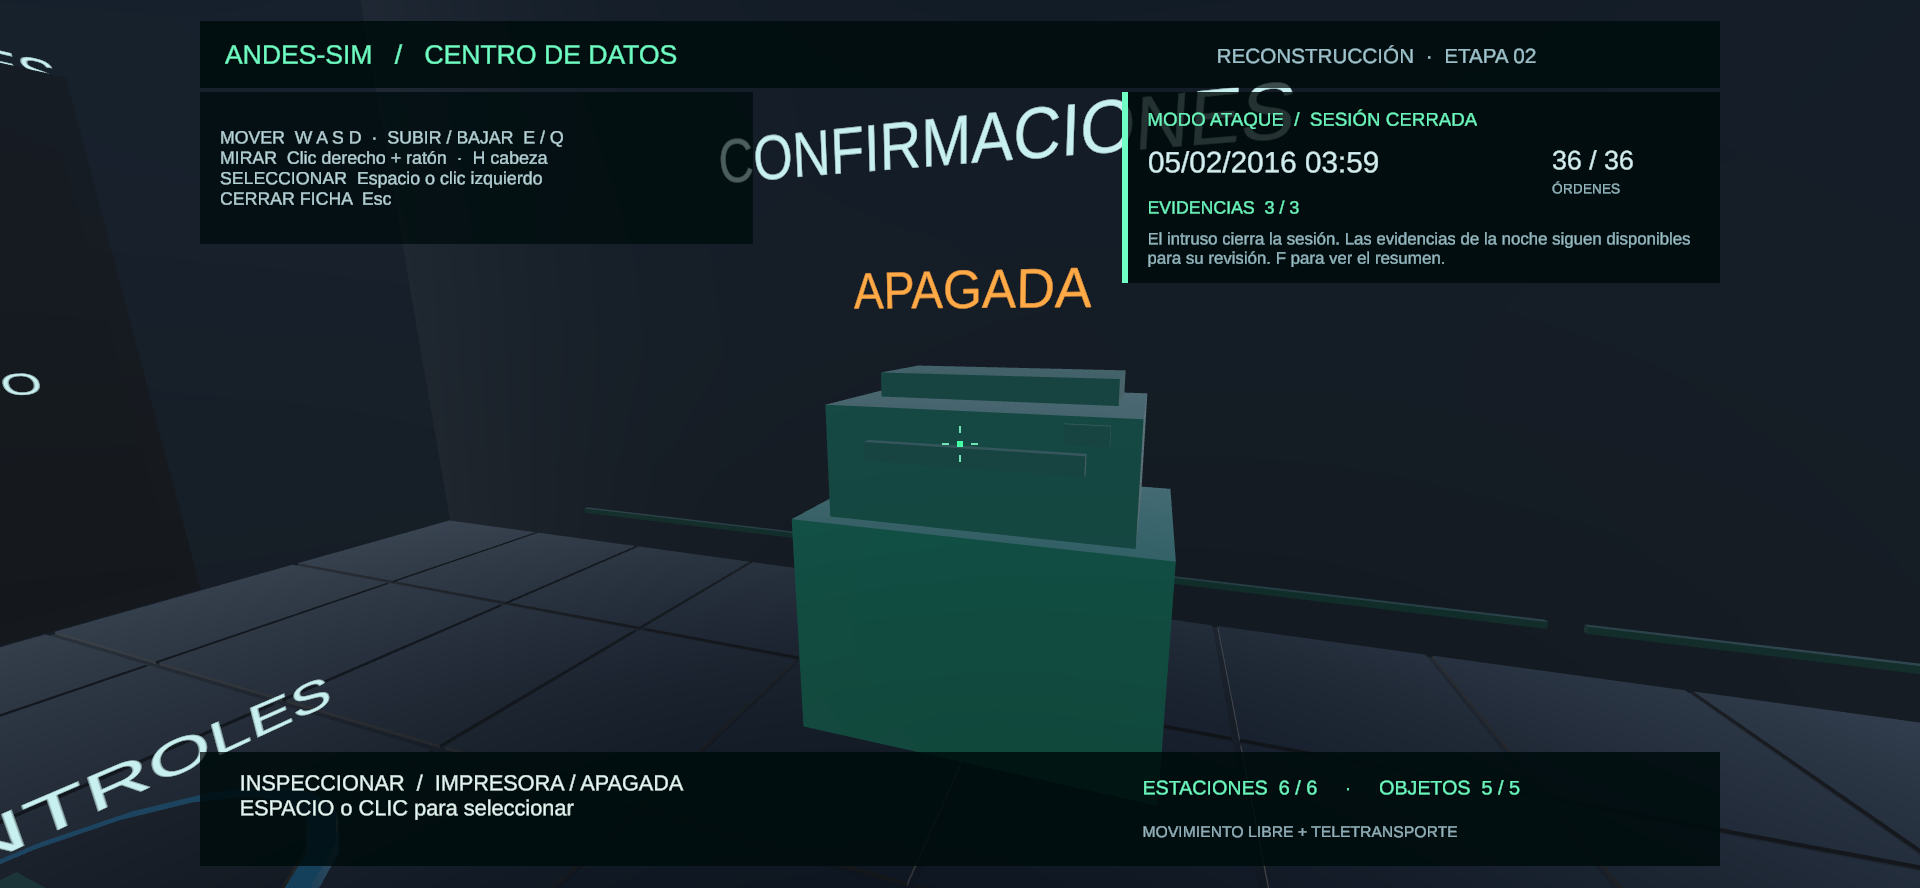 ANDES-SIM / CENTRO DE DATOS
RECONSTRUCCIÓN · ETAPA 02
MOVER W A S D · SUBIR / BAJAR E / Q
MIRAR Clic derecho + ratón · H cabeza
SELECCIONAR Espacio o clic izquierdo
CERRAR FICHA Esc
CONFIRMACIONES
MODO ATAQUE / SESIÓN CERRADA
05/02/2016 03:59
36 / 36
ÓRDENES
EVIDENCIAS 3 / 3
El intruso cierra la sesión. Las evidencias de la noche siguen disponibles
para su revisión. F para ver el resumen.
APAGADA
O
NTROLES
INSPECCIONAR / IMPRESORA / APAGADA
ESPACIO o CLIC para seleccionar
ESTACIONES 6 / 6 · OBJETOS 5 / 5
MOVIMIENTO LIBRE + TELETRANSPORTE